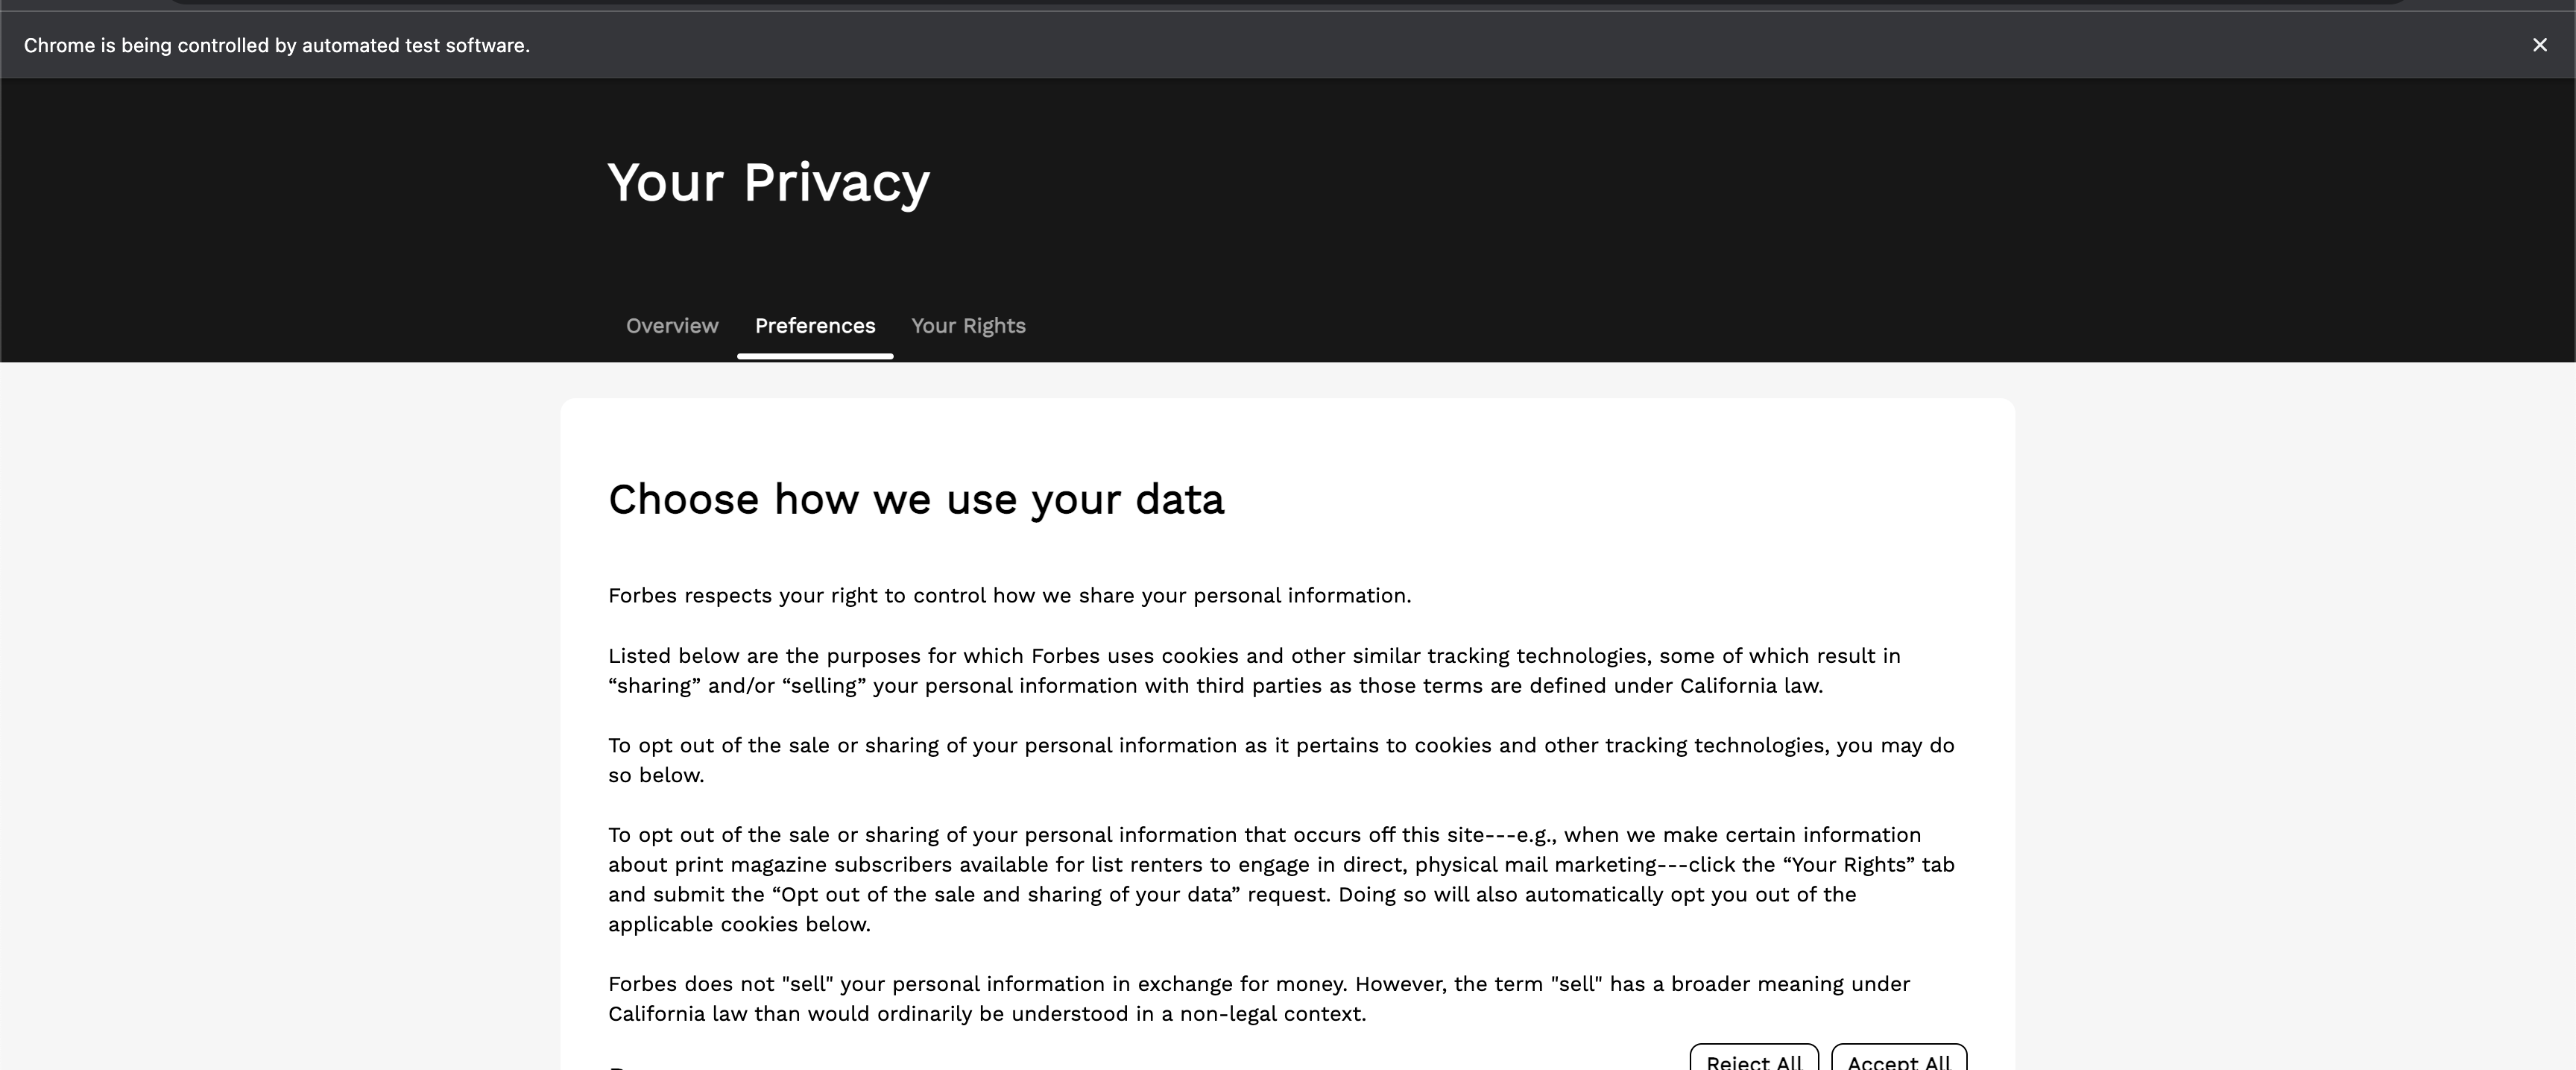 Chrome is being controlled by automated test software.
Your Privacy
Overview Preferences Your Rights
Choose how we use your data
Forbes respects your right to control how we share your personal information.
Listed below are the purposes for which Forbes uses cookies and other similar tracking technologies, some of which result in
“sharing” and/or “selling” your personal information with third parties as those terms are defined under California law.
To opt out of the sale or sharing of your personal information as it pertains to cookies and other tracking technologies, you may do
so below.
To opt out of the sale or sharing of your personal information that occurs off this site---e.g., when we make certain information
about print magazine subscribers available for list renters to engage in direct, physical mail marketing---click the “Your Rights” tab
and submit the “Opt out of the sale and sharing of your data” request. Doing so will also automatically opt you out of the
applicable cookies below.
Forbes does not "sell" your personal information in exchange for money. However, the term "sell" has a broader meaning under
California law than would ordinarily be understood in a non-legal context.
Reject All Accept All